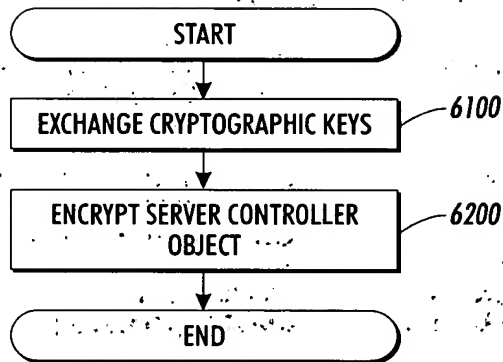 START
EXCHANGE CRYPTOGRAPHIC KEYS
6100
ENCRYPT SERVER CONTROLLER
OBJECT
6200
END